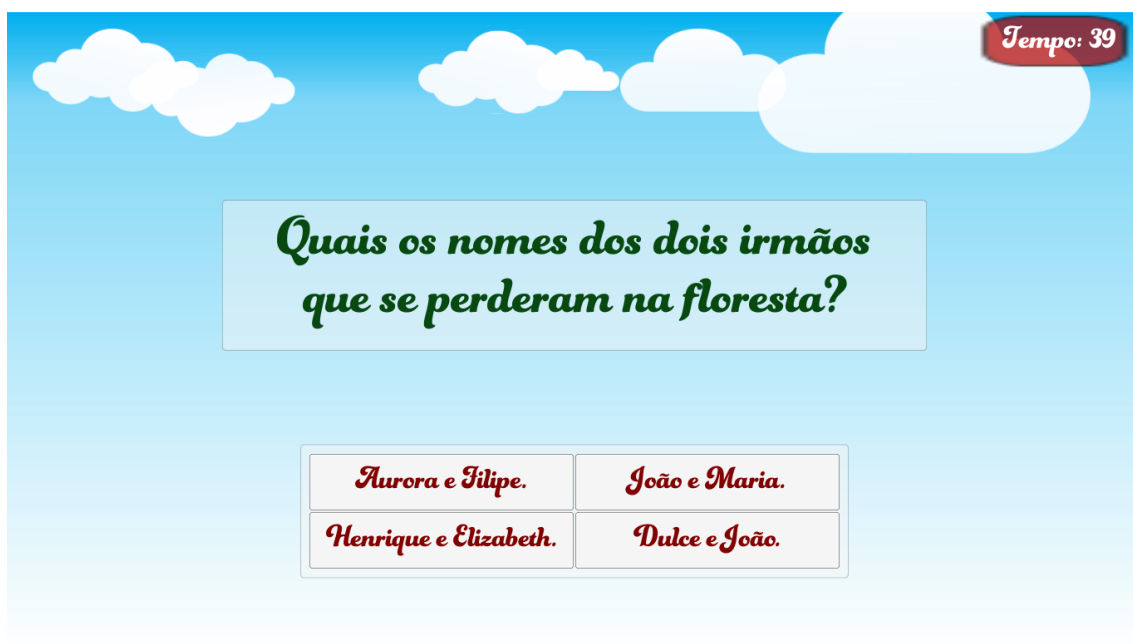 Tempo: 39
Quais os nomes dos dois irmãos
que se perderam na floresta?
Aurora e Filipe.
João e Maria.
Henrique e Elizabeth.
Dulce e João.